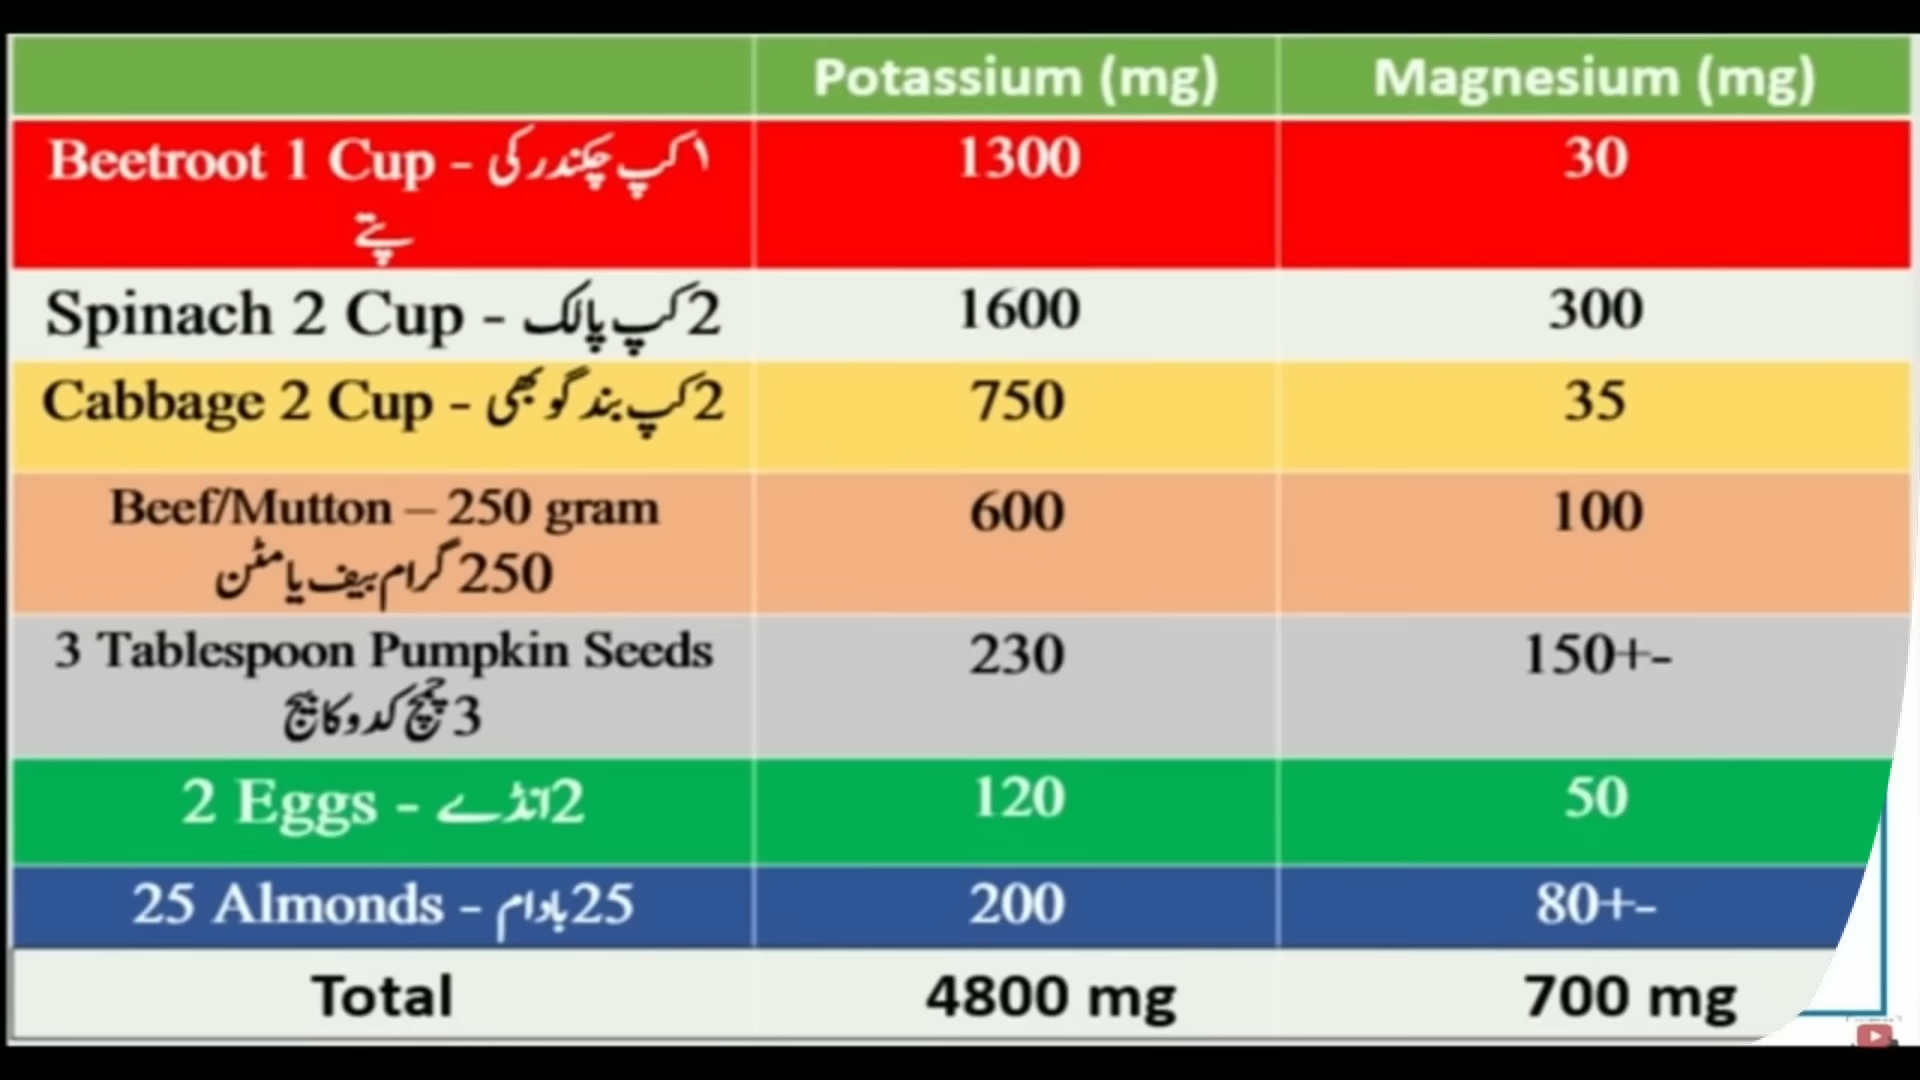 Potassium (mg) Magnesium (mg)
Beetroot 1 Cup - ۱ کپ چکندر کی 1300 30
پتے
Spinach 2 Cup - 2 کپ پالک 1600 300
Cabbage 2 Cup - 2 کپ بند گوبھی 750 35
Beef/Mutton – 250 gram 600 100
250 گرام بیف یا مٹن
3 Tablespoon Pumpkin Seeds 230 150+-
3 چمچ کدو کا بیج
2 Eggs - 2 انڈے 120 50
25 Almonds - 25 بادام 200 80+-
Total 4800 mg 700 mg